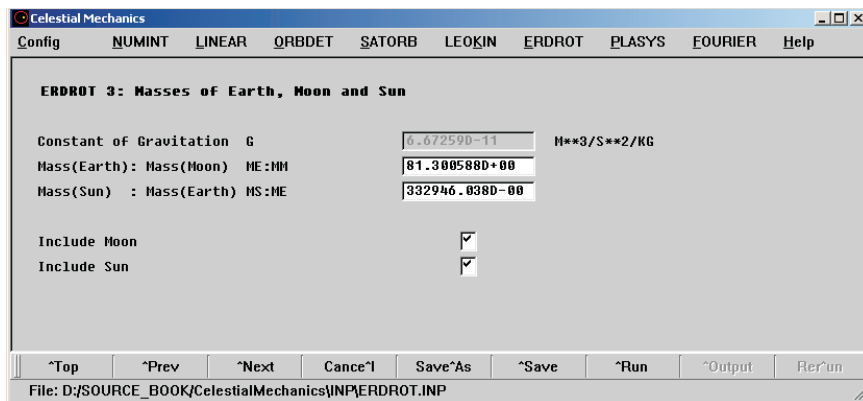 Celestial Mechanics
Config NUMINT LINEAR ORBDET SATORB LEOKIN ERDROT PLASYS FOURIER Help
ERDROT 3: Masses of Earth, Moon and Sun
Constant of Gravitation G 6.67259D-11 M**3/S**2/KG
Mass(Earth): Mass(Moon) ME:MM 81.300588D+00
Mass(Sun) : Mass(Earth) MS:ME 332946.038D-00
Include Moon
Include Sun
^Top ^Prev ^Next Cance^l Save^As ^Save ^Run ^Output Rer^un
File: D:/SOURCE_BOOK/CelestialMechanics\INP\ERDROT.INP